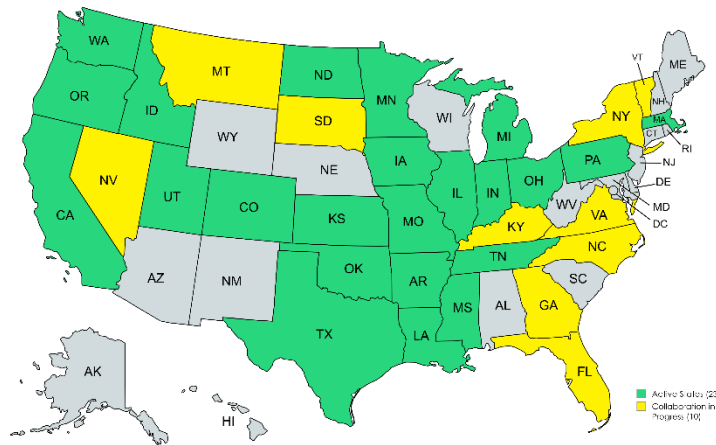 WA
MT
ND
MN
VT
ME
OR
ID
SD
WI
NY
NH
MA
WY
MI
CT
RI
NV
NE
IA
PA
NJ
UT
CO
IL
IN
OH
DE
CA
KS
MO
WV
MD
VA
DC
KY
AZ
NM
OK
AR
TN
NC
SC
TX
LA
MS
AL
GA
FL
AK
HI
Active States (23
Collaboration in
Progress (10)